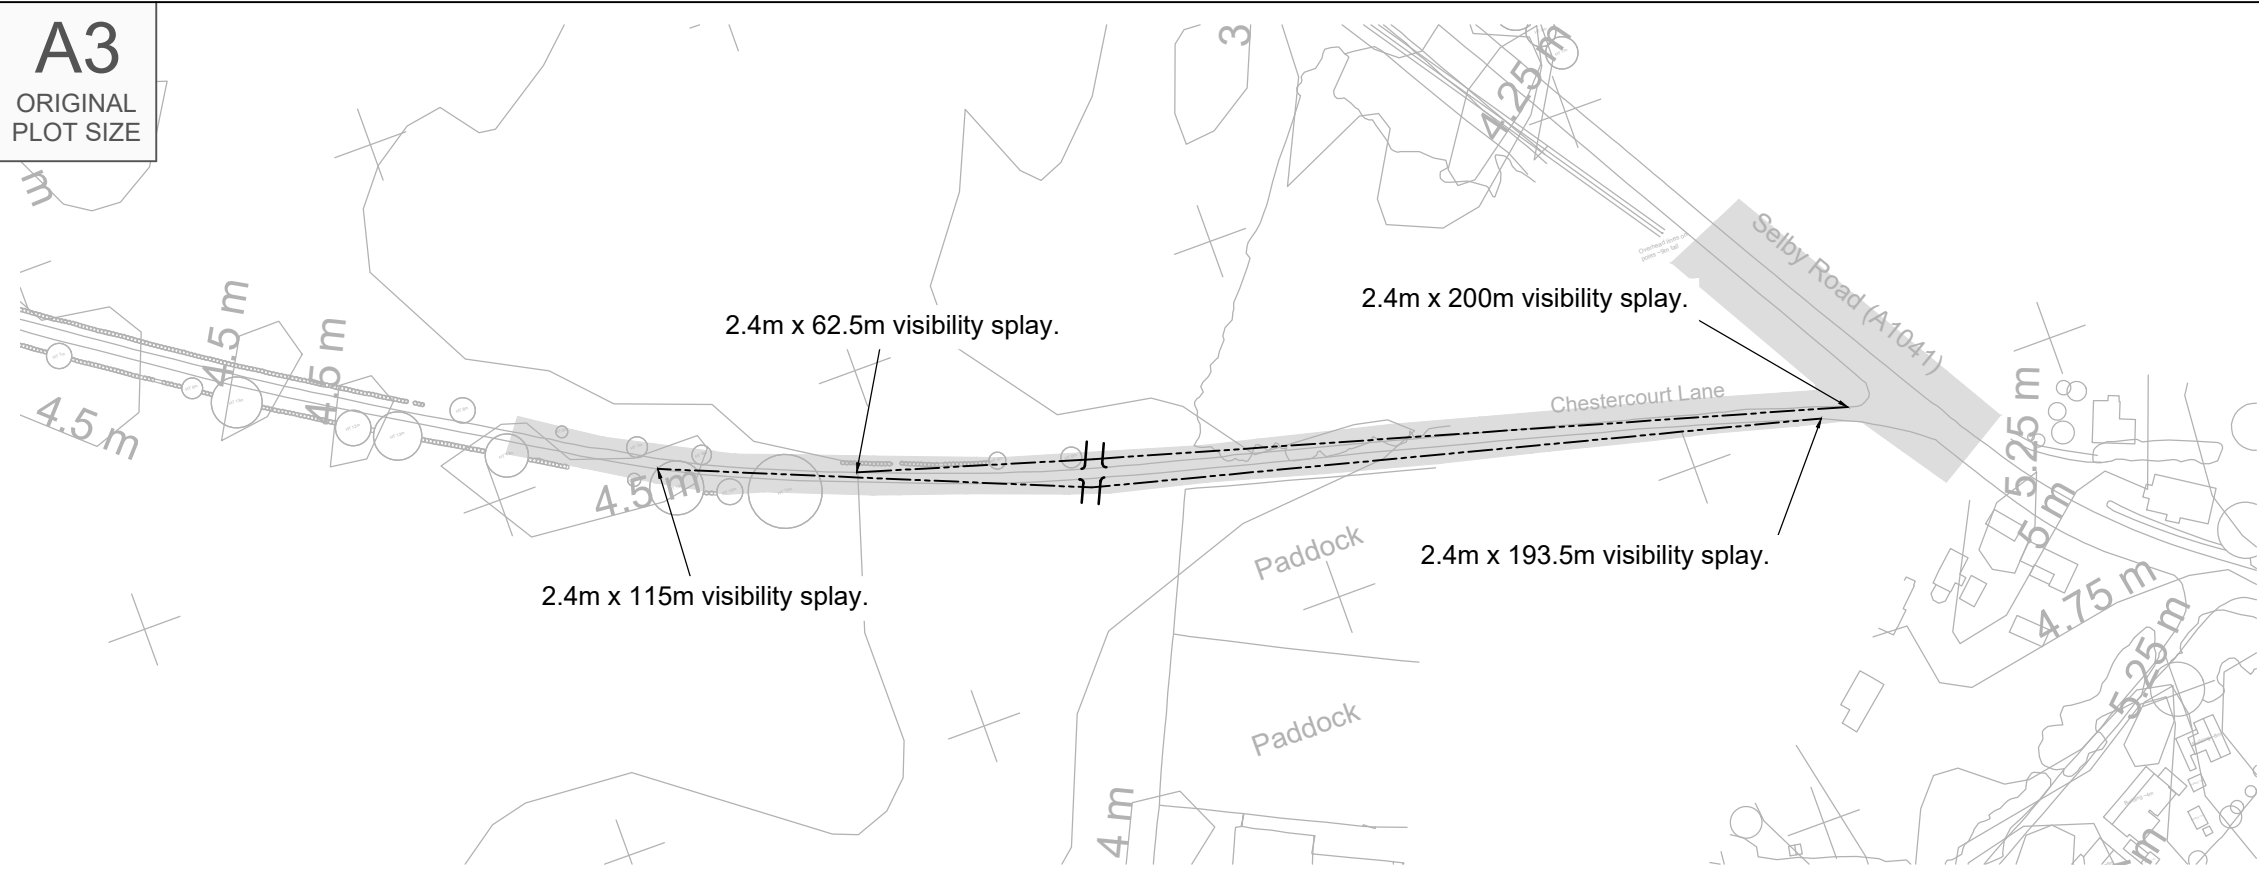 A3
ORIGINAL
PLOT SIZE
m
3
4.25 m
Selby Road (A1041)
2.4m x 200m visibility splay.
2.4m x 62.5m visibility splay.
4.5 m
4.5 m
4.5 m
Chestercourt Lane
5.25 m
4.5 m
5 m
Paddock
2.4m x 193.5m visibility splay.
2.4m x 115m visibility splay.
4.75 m
5.25 m
Paddock
4 m
m